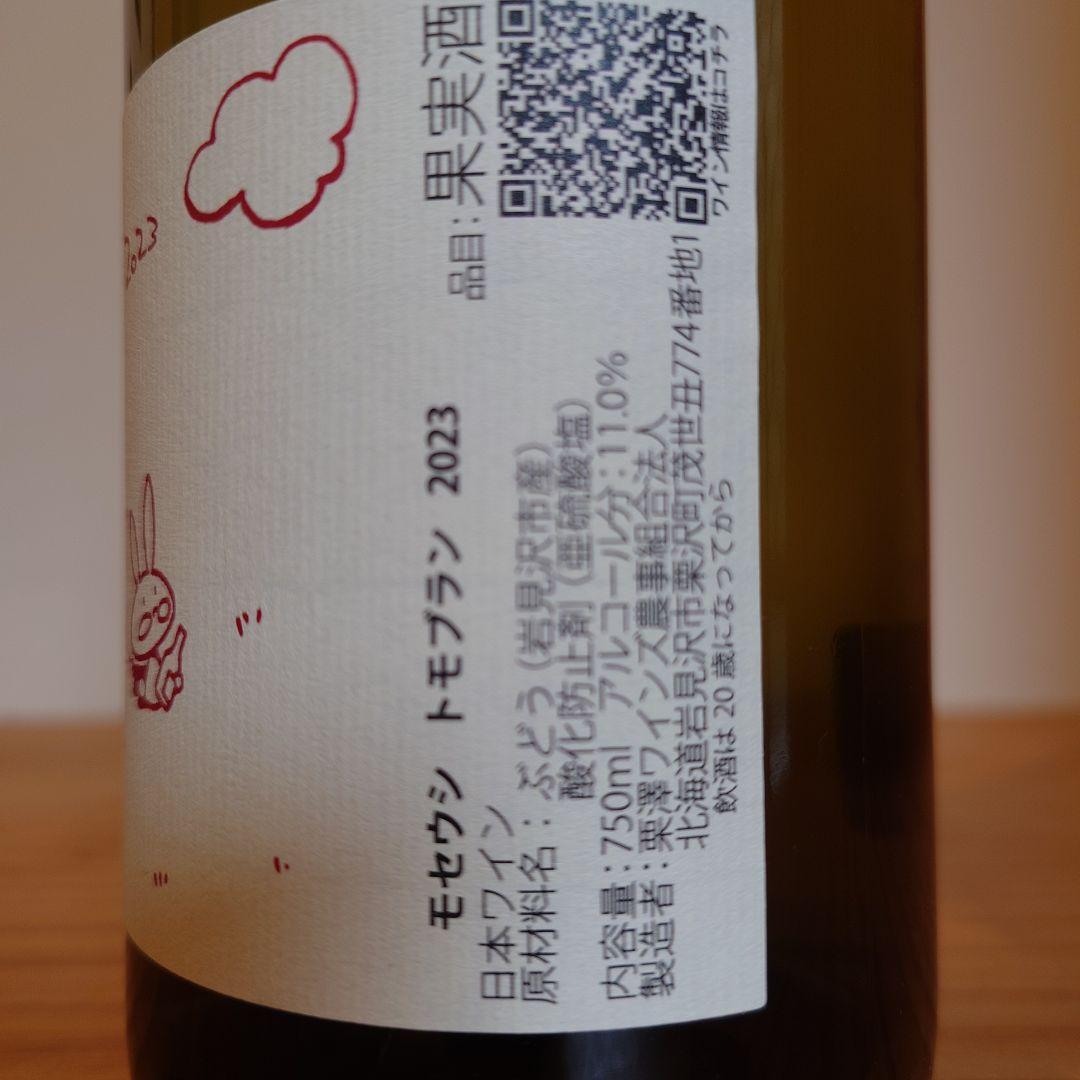 2023
モセウシ トモブラン 2023
品目：果実酒
日本ワイン
原材料名：ぶどう（岩見沢市産）
酸化防止剤（亜硫酸塩）
内容量：750ml アルコール分：11.0%
製造者：栗澤ワインズ農事組合法人
北海道岩見沢市栗沢町茂世丑774番地1
飲酒は 20 歳になってから
ワイン情報はコチラ